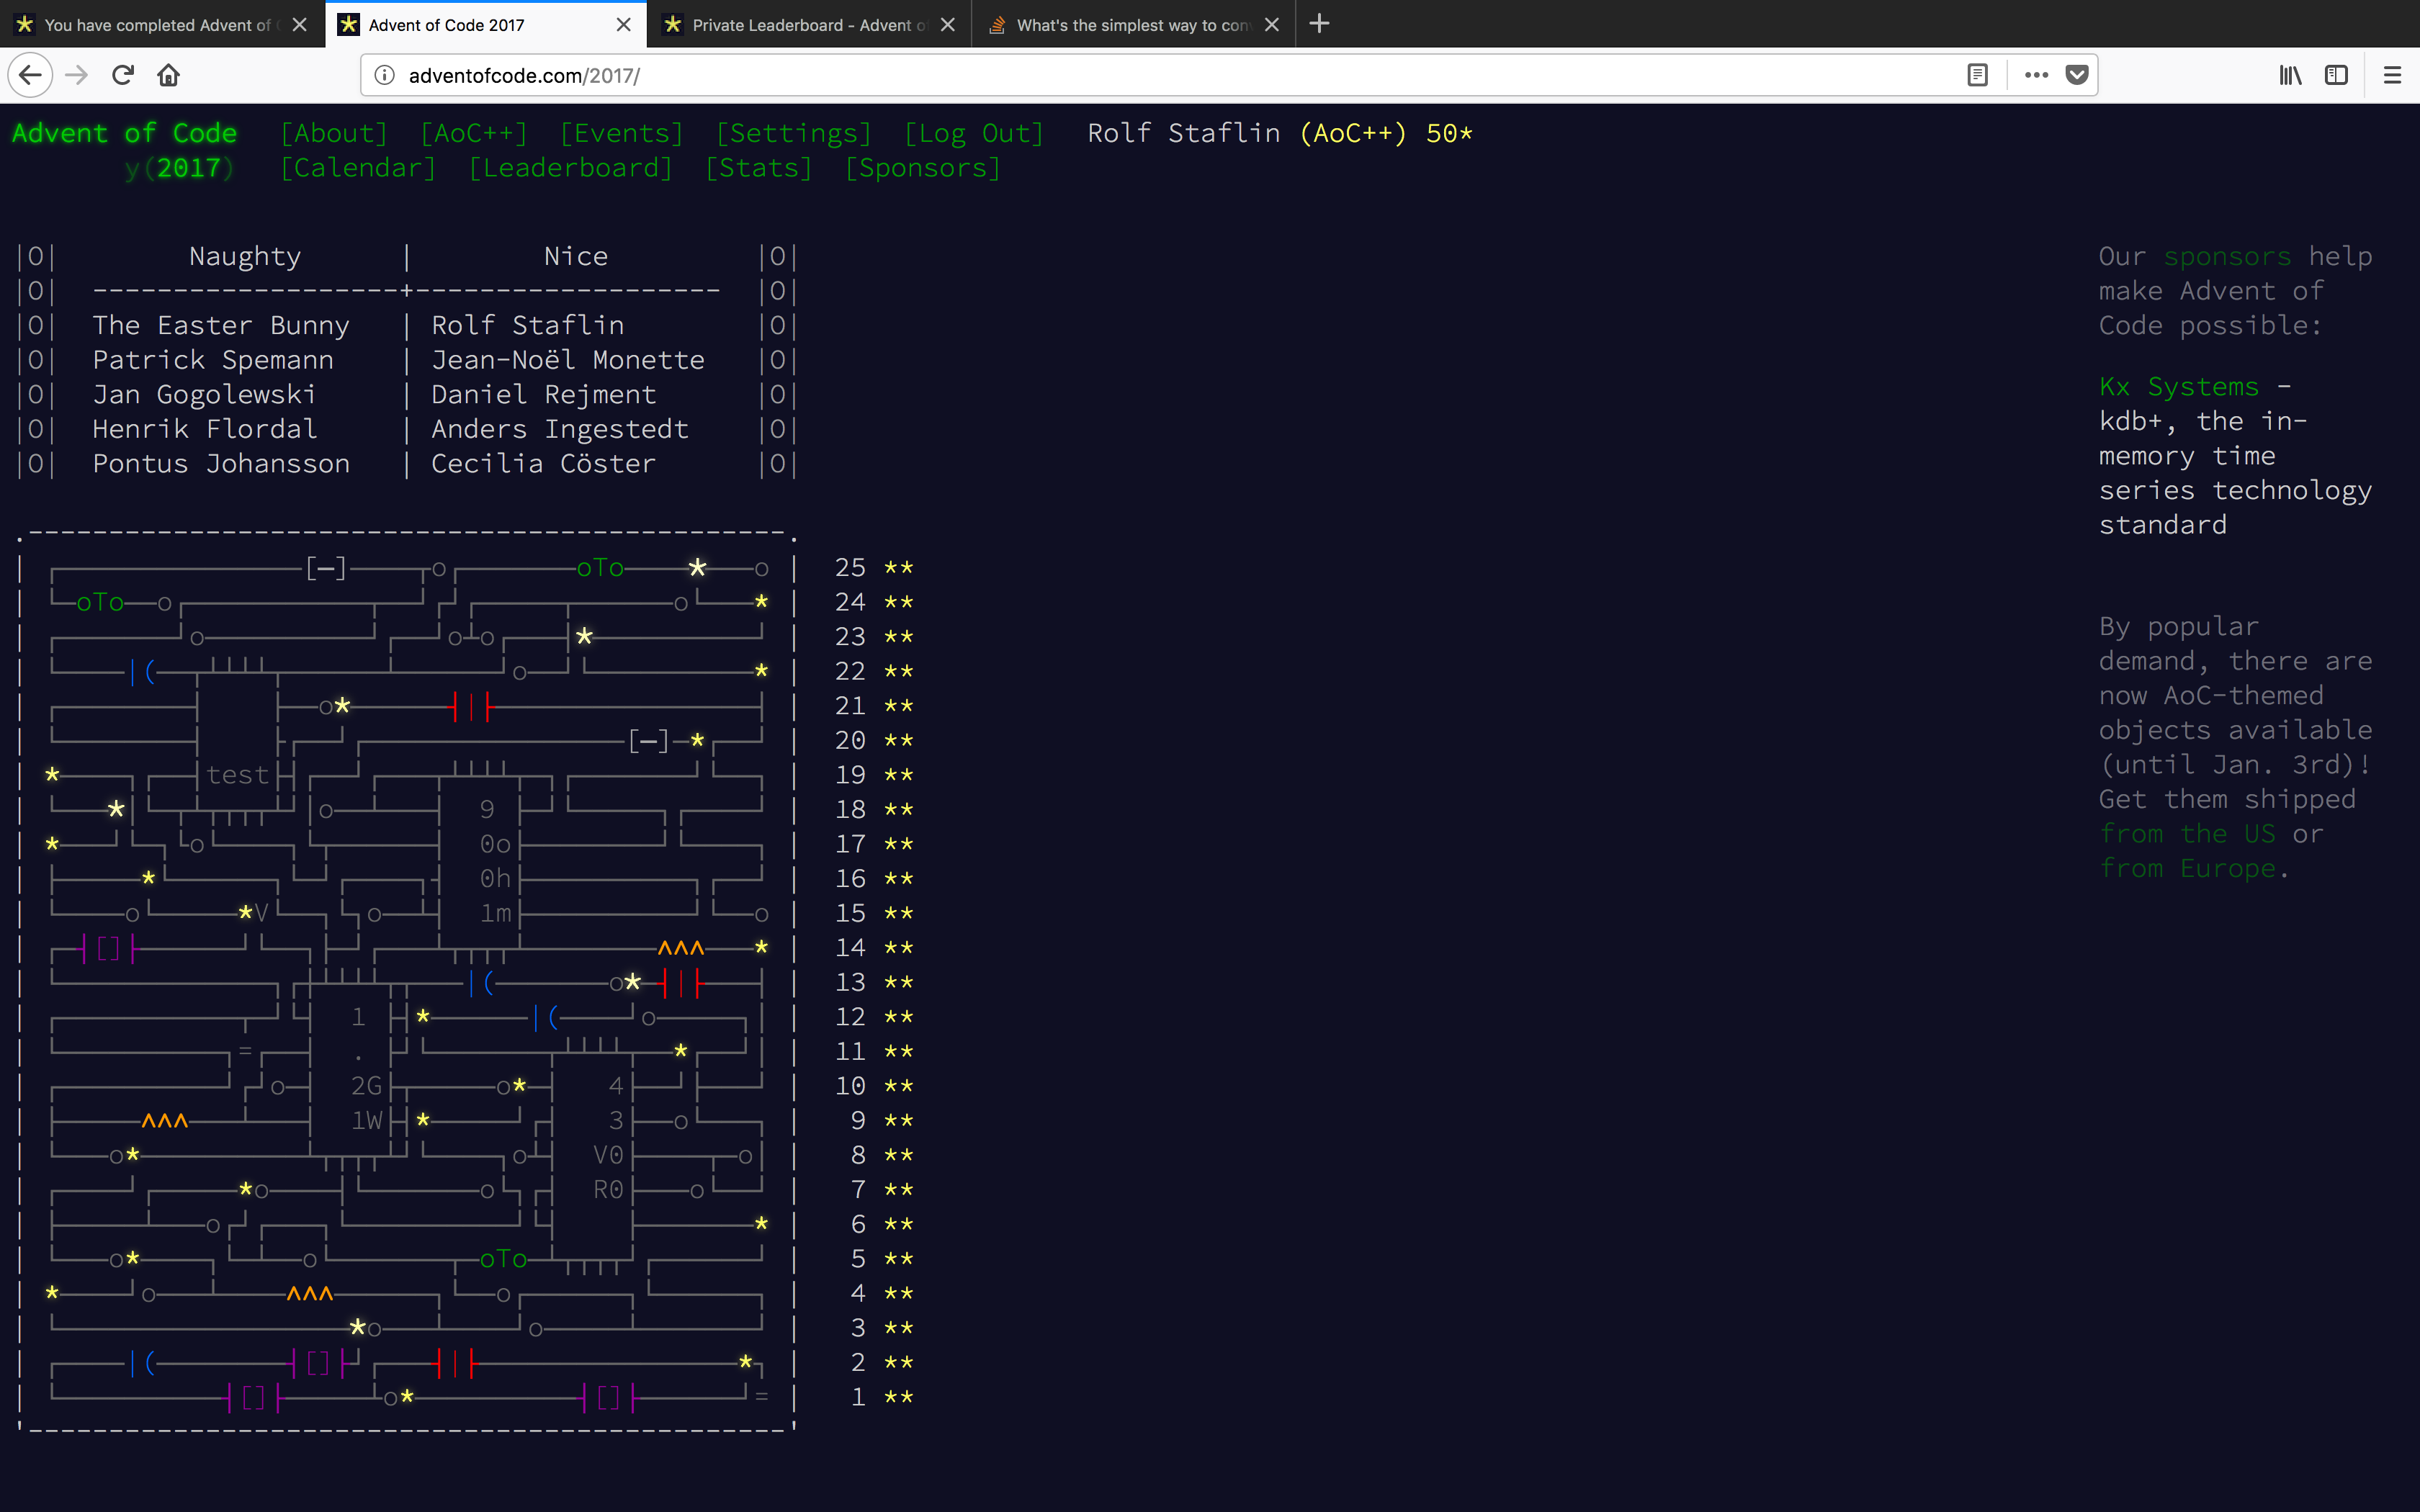 You have completed Advent of C
Advent of Code 2017
Private Leaderboard - Advent o
What's the simplest way to con
adventofcode.com/2017/
Advent of Code [About] [AoC++] [Events] [Settings] [Log Out] Rolf Staflin (AoC++) 50*
y(2017) [Calendar] [Leaderboard] [Stats] [Sponsors]
|O| Naughty | Nice |O|
|O| -------------------+------------------- |O|
|O| The Easter Bunny | Rolf Staflin |O|
|O| Patrick Spemann | Jean-Noël Monette |O|
|O| Jan Gogolewski | Daniel Rejment |O|
|O| Henrik Flordal | Anders Ingestedt |O|
|O| Pontus Johansson | Cecilia Cöster |O|
[─] o oTo * o 25 **
oTo o o * 24 **
o o o * 23 **
|( o * 22 **
o* ┤|├ 21 **
[─] * 20 **
* test 19 **
* o 9 18 **
* o 0o 17 **
* 0h 16 **
o *V o 1m o 15 **
┤[]├ ^^^ * 14 **
|( o* ┤|├ 13 **
1 * |( o 12 **
= . * 11 **
o 2G o* 4 10 **
^^^ 1W * 3 o 9 **
o* o V0 o 8 **
*o o R0 o 7 **
o * 6 **
o* o oTo 5 **
* o ^^^ o 4 **
*o o 3 **
|( ┤[]├ ┤|├ * 2 **
┤[]├ o* ┤[]├ = 1 **
Our sponsors help
make Advent of
Code possible:
Kx Systems -
kdb+, the in-
memory time
series technology
standard
By popular
demand, there are
now AoC-themed
objects available
(until Jan. 3rd)!
Get them shipped
from the US or
from Europe.